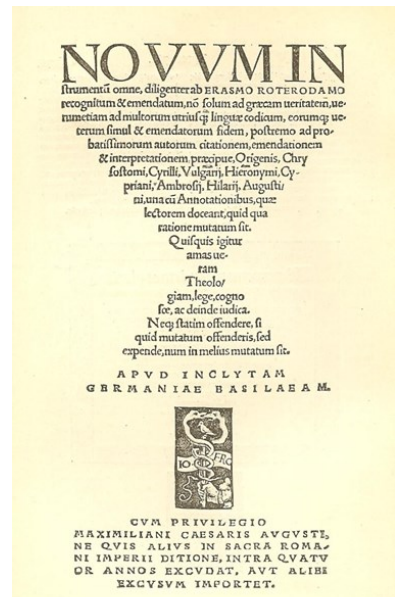 NOVVM IN
strumentū omne, diligenter ab ERASMO ROTERODAMO
recognitum & emendatum, nō solum ad græcam ueritatem, ue-
rumetiam ad multorum utriusq; linguæ codicum, eorumq; ue-
terum simul & emendatorum fidem, postremo ad pro-
batissimorum autorum citationem, emendationem
& interpretationem, præcipue, Origenis, Chry
sostomi, Cyrilli, Vulgarij, Hieronymi, Cy-
priani, Ambrosij, Hilarij, Augusti-
ni, una cū Annotationibus, quæ
lectorem doceant, quid qua
ratione mutatum sit.
Quisquis igitur
amas ue-
ram
Theolo-
giam, lege, cogno
sce, ac deinde iudica.
Neq; statim offendere, si
quid mutatum offenderis, sed
expende, num in melius mutatum sit.
APVD INCLYTAM
GERMANIAE BASILAEAM.
IO FRO
CVM PRIVILEGIO
MAXIMILIANI CAESARIS AVGVSTI,
NE QVIS ALIVS IN SACRA ROMA-
NI IMPERII DITIONE, INTRA QVATV
OR ANNOS EXCVDAT, AVT ALIBI
EXCVSVM IMPORTET.